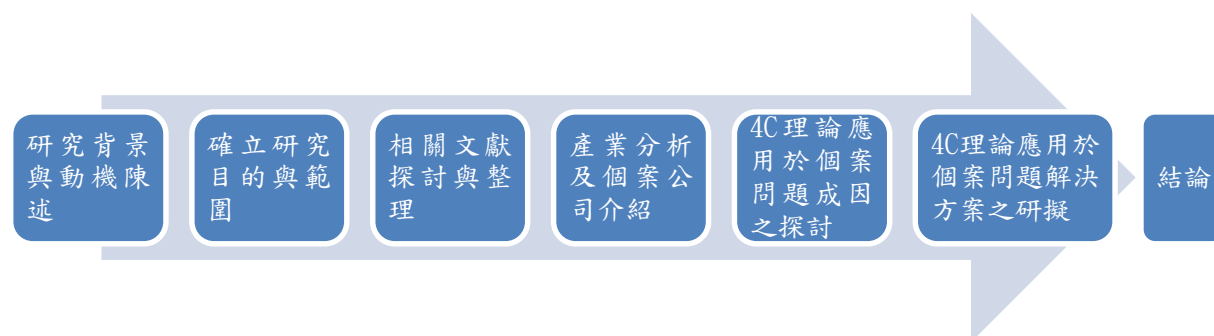 研究背景
與動機陳
述
確立研究
目的與範
圍
相關文獻
探討與整
理
產業分析
及個案公
司介紹
4C理論應
用於個案
問題成因
之探討
4C理論應用於
個案問題解決
方案之研擬
結論